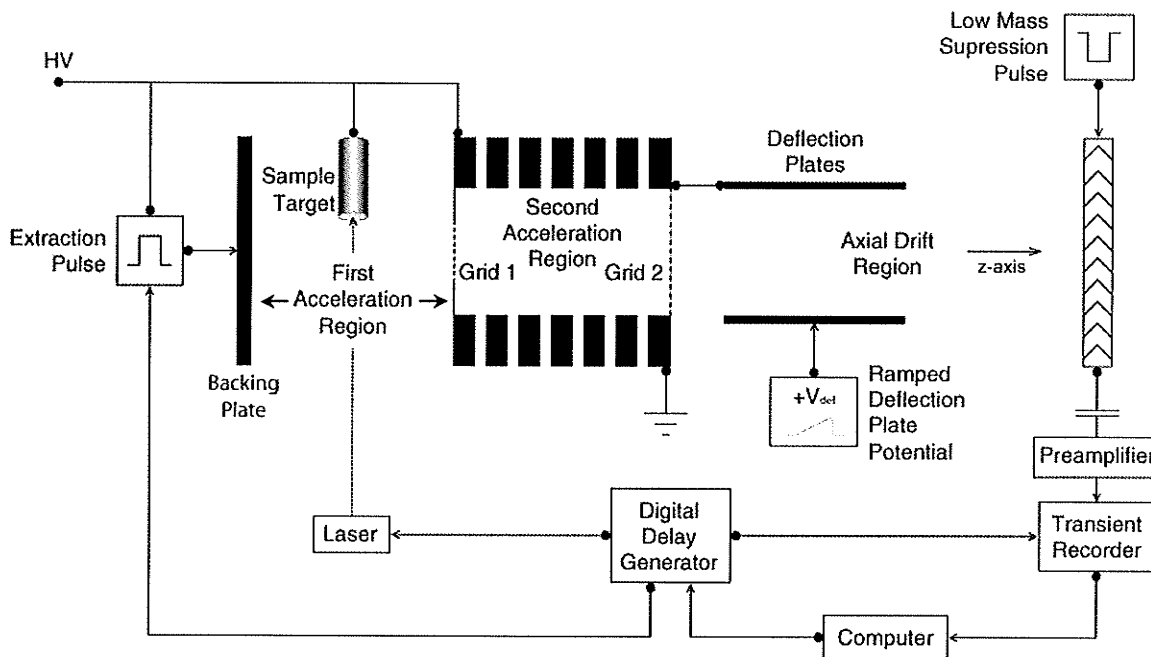 Low Mass
Supression
Pulse
HV
Sample
Target
Deflection
Plates
Second
Acceleration
Region
Extraction
Pulse
First
Acceleration
Region
Grid 1
Grid 2
Axial Drift
Region
z-axis
Backing
Plate
+Vdef
Ramped
Deflection
Plate
Potential
Preamplifier
Laser
Digital
Delay
Generator
Transient
Recorder
Computer